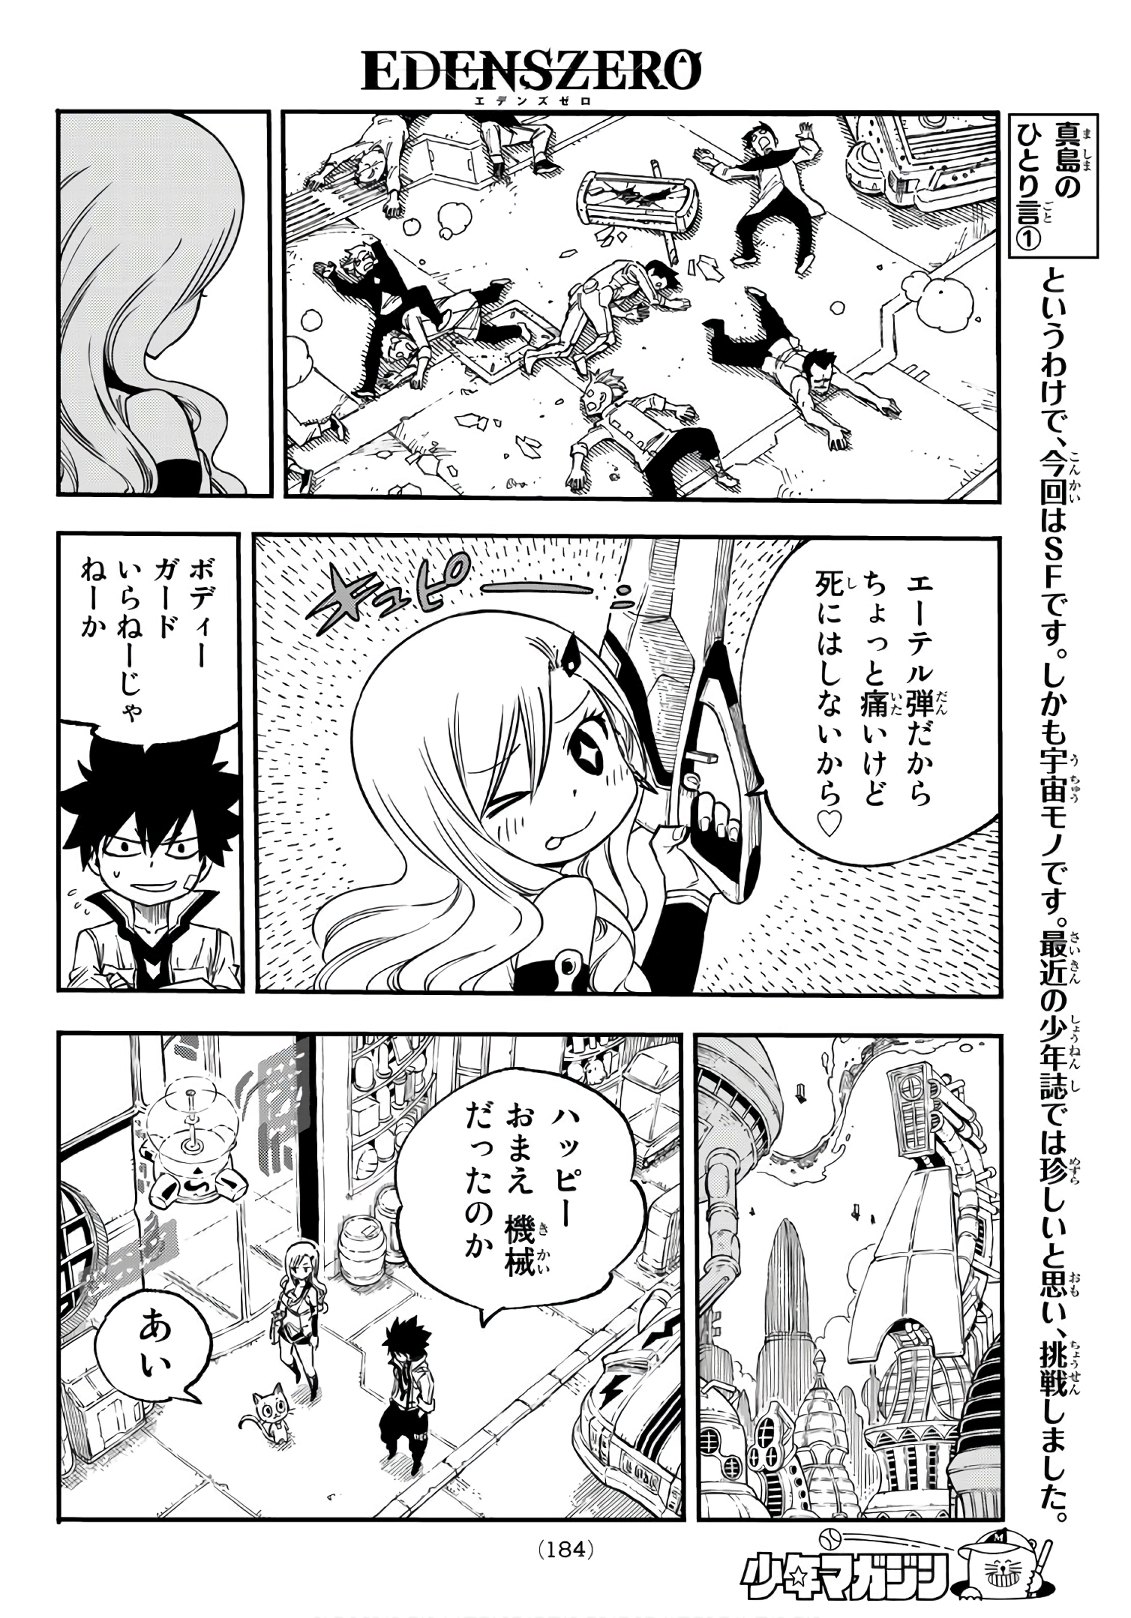 EDENSZERO
エデンズゼロ
真島の
ひとり言①
というわけで、今回はSFです。しかも宇宙モノです。最近の少年誌では珍しいと思い、挑戦しました。
エーテル弾だから
ちょっと痛いけど
死にはしないから♡
キュピーーン
ボディー
ガード
いらねーじゃ
ねーか
ハッピー
おまえ 機械
だったのか
あい
(184)
少年マガジン
M